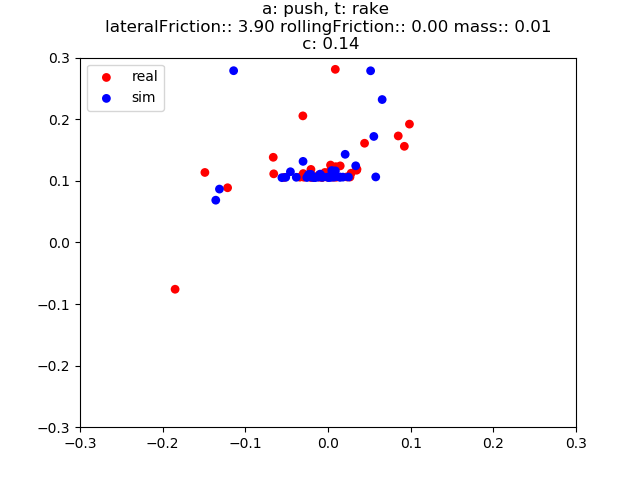 a: push, t: rake
lateralFriction:: 3.90 rollingFriction:: 0.00 mass:: 0.01
c: 0.14
real
sim
0.3
0.2
0.1
0.0
−0.1
−0.2
−0.3
−0.3
−0.2
−0.1
0.0
0.1
0.2
0.3